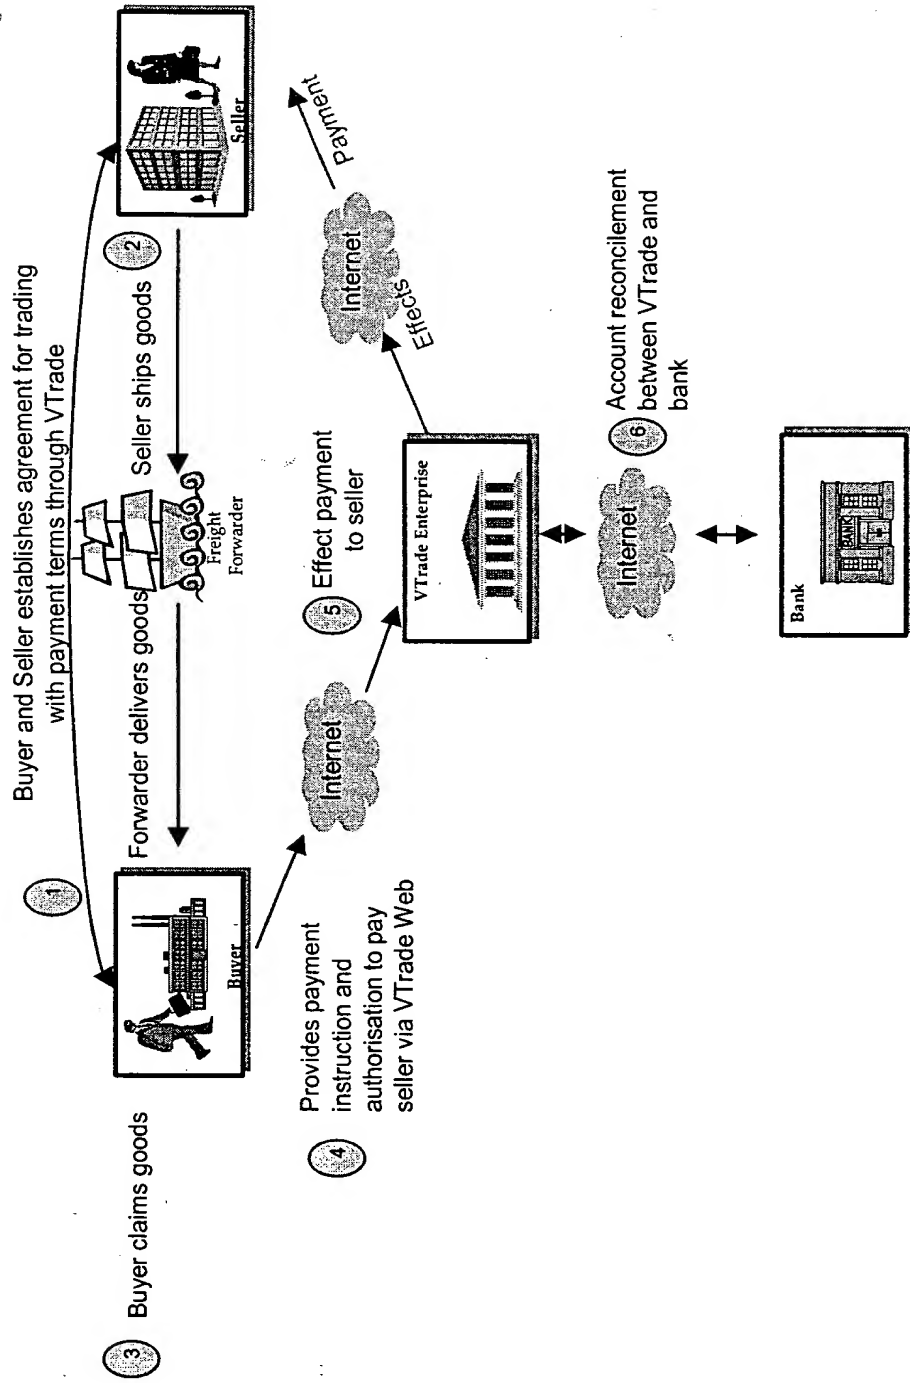 Buyer and Seller establishes agreement for trading
with payment terms through VTrade
1
2
3
Buyer claims goods
Forwarder delivers goods
Seller ships goods
Buyer
Freight
Forwarder
Seller
4
Provides payment
instruction and
authorisation to pay
seller via VTrade Web
Internet
5
Effect payment
to seller
Effects
Internet
Payment
VTrade Enterprise
Internet
6
Account reconcilement
between VTrade and
bank
Bank
BANK